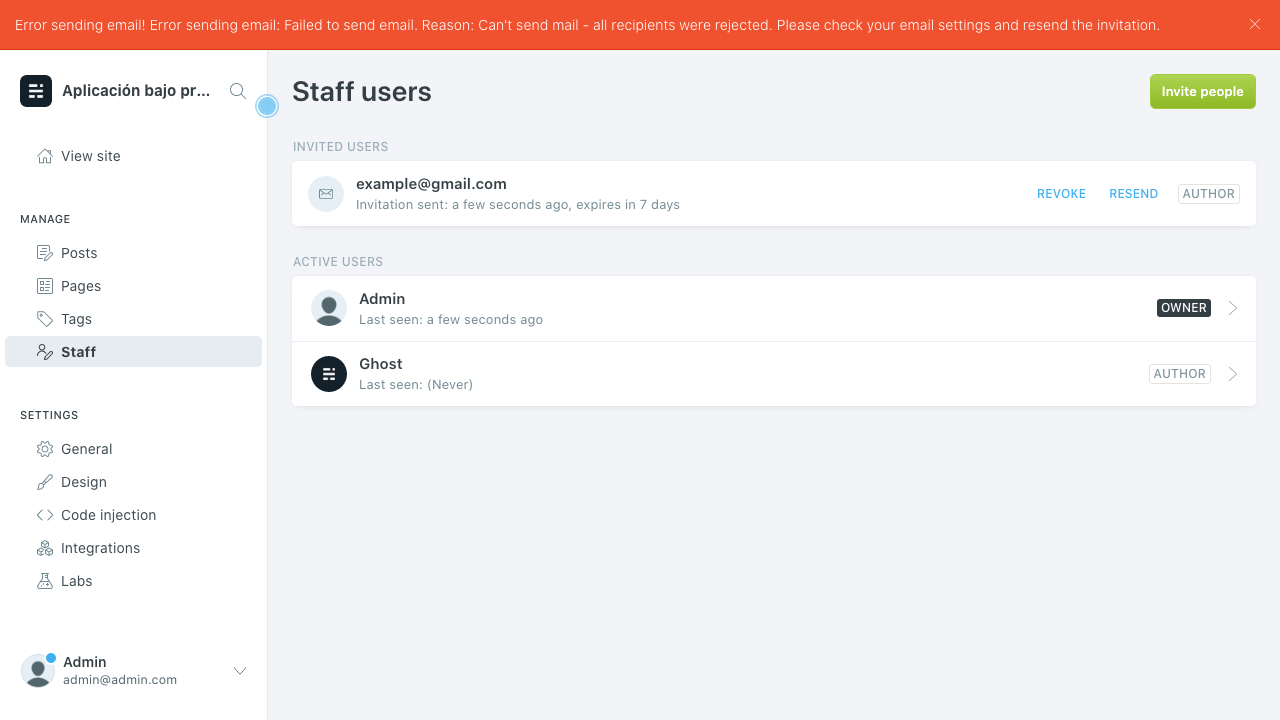 Error sending email! Error sending email: Failed to send email. Reason: Can't send mail - all recipients were rejected. Please check your email settings and resend the invitation.
Aplicación bajo pr...
View site
MANAGE
Posts
Pages
Tags
Staff
SETTINGS
General
Design
Code injection
Integrations
Labs
Admin
admin@admin.com
Staff users
Invite people
INVITED USERS
example@gmail.com
Invitation sent: a few seconds ago, expires in 7 days
REVOKE RESEND AUTHOR
ACTIVE USERS
Admin
Last seen: a few seconds ago
OWNER
Ghost
Last seen: (Never)
AUTHOR